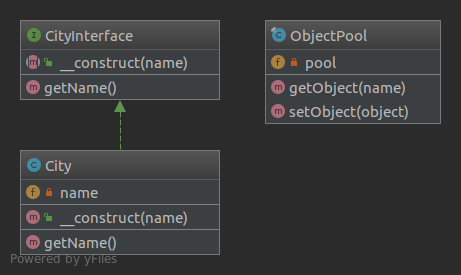 CityInterface
__construct(name)
getName()
ObjectPool
pool
getObject(name)
setObject(object)
City
name
__construct(name)
getName()
Powered by yFiles